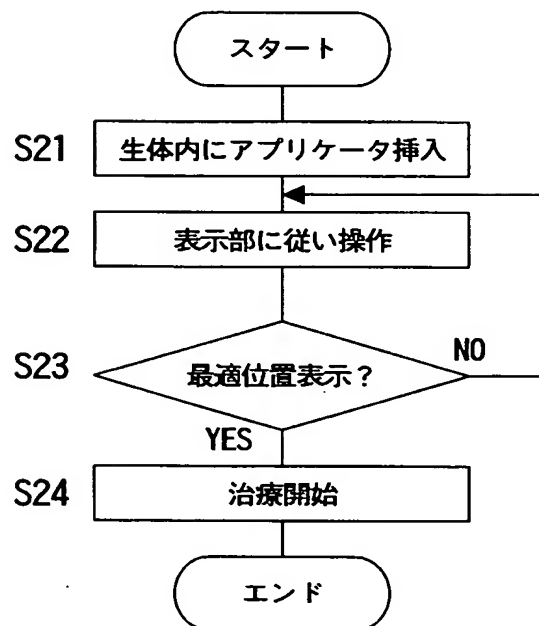 スタート
S21 生体内にアプリケータ挿入
S22 表示部に従い操作
S23 最適位置表示？ NO
YES
S24 治療開始
エンド